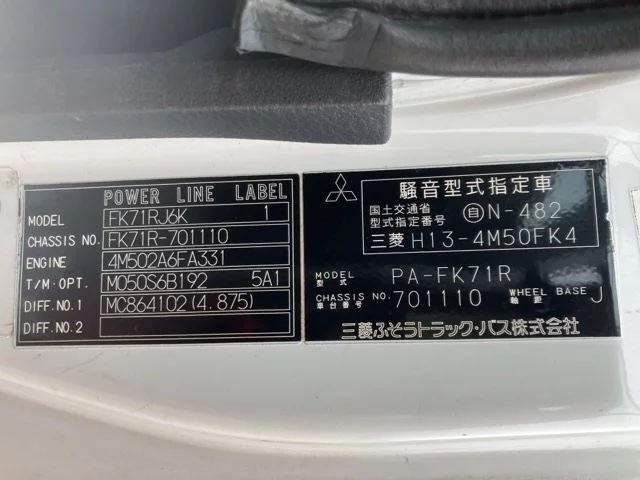 POWER LINE LABEL
MODEL FK71RJ6K 1
CHASSIS NO. FK71R-701110
ENGINE 4M502A6FA331
T/M・OPT. M050S6B192 5A1
DIFF.NO.1 MC864102(4.875)
DIFF.NO.2
騒音型式指定車
国土交通省
型式指定番号 自N-482
三菱 H13-4M50FK4
MODEL
型式 PA-FK71R
CHASSIS NO.
車台番号 701110
WHEEL BASE
軸距 J
三菱ふそうトラック・バス株式会社